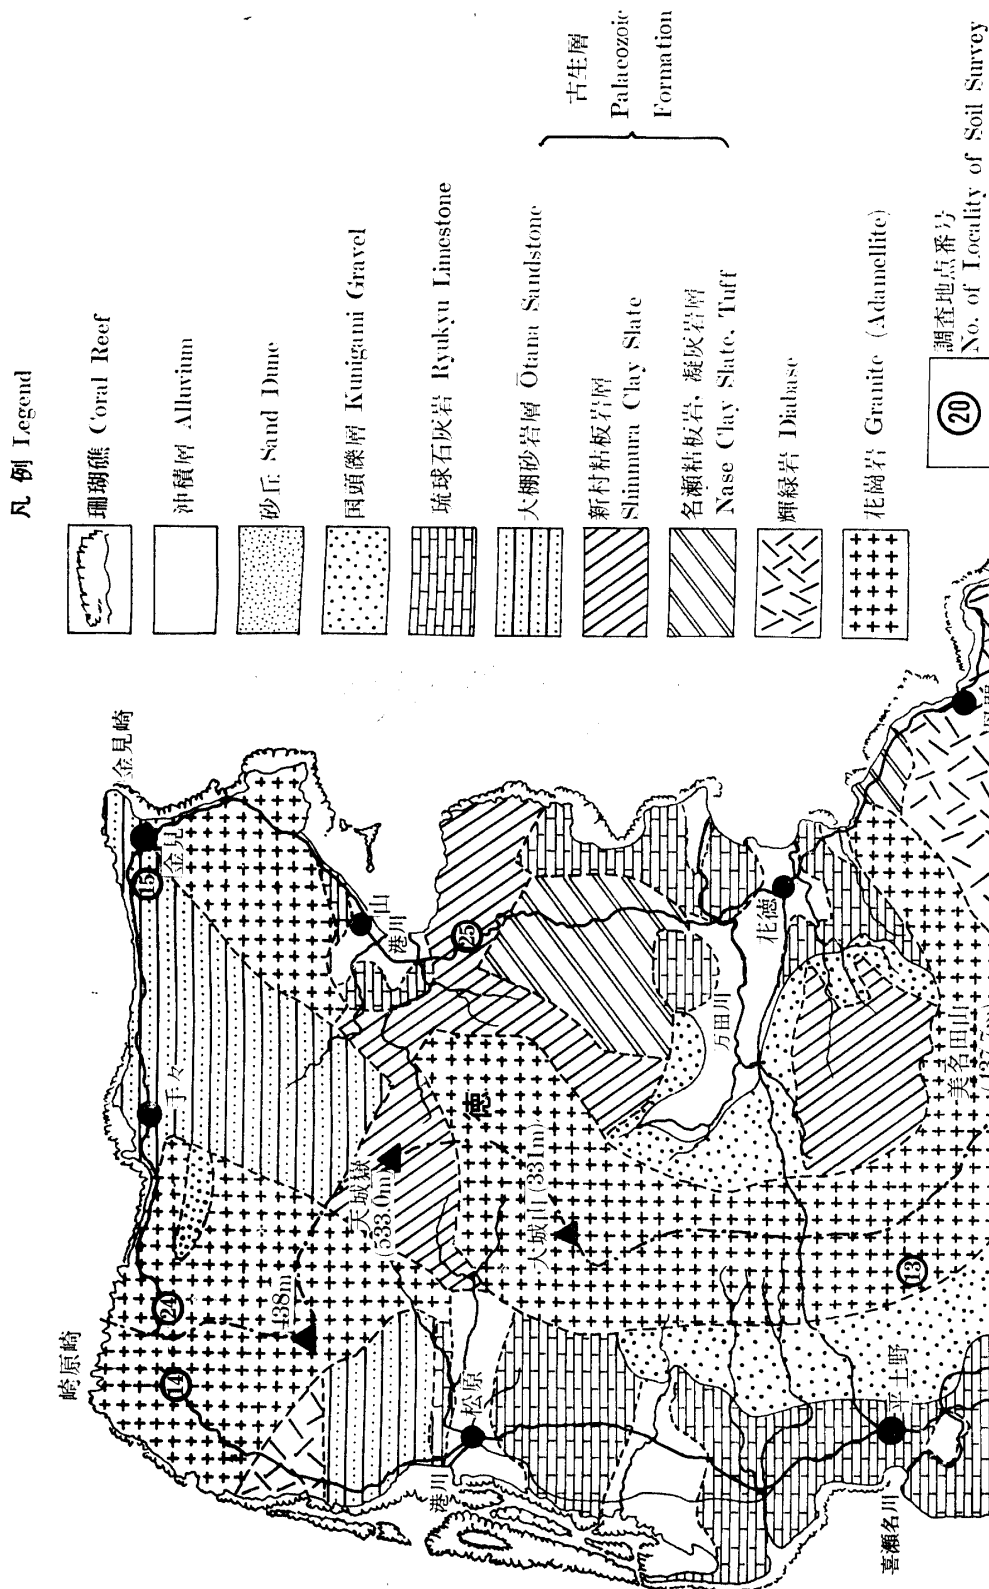 凡例 Legend
珊瑚礁 Coral Reef
沖積層 Alluvium
砂丘 Sand Dune
国頭礫層 Kunigani Gravel
琉球石灰岩 Ryukyu Limestone
大棚砂岩層 Ōtana Sandstone
新村粘板岩層
Shinmura Clay Slate
名瀬粘板岩, 凝灰岩層
Nase Clay Slate, Tuff
古生層
Palaeozoic
Formation
輝緑岩 Diabase
花崗岩 Granite (Adamellite)
20
調査地点番号
No. of Locality of Soil Survey
崎原崎
金見崎
金見
15
手々
24
14
438m
山
港川
25
天城嶽
(533.0m)
徳
大城山(331m)
松原
港川
万田川
花徳
美名田山
13
平土野
喜瀬名川